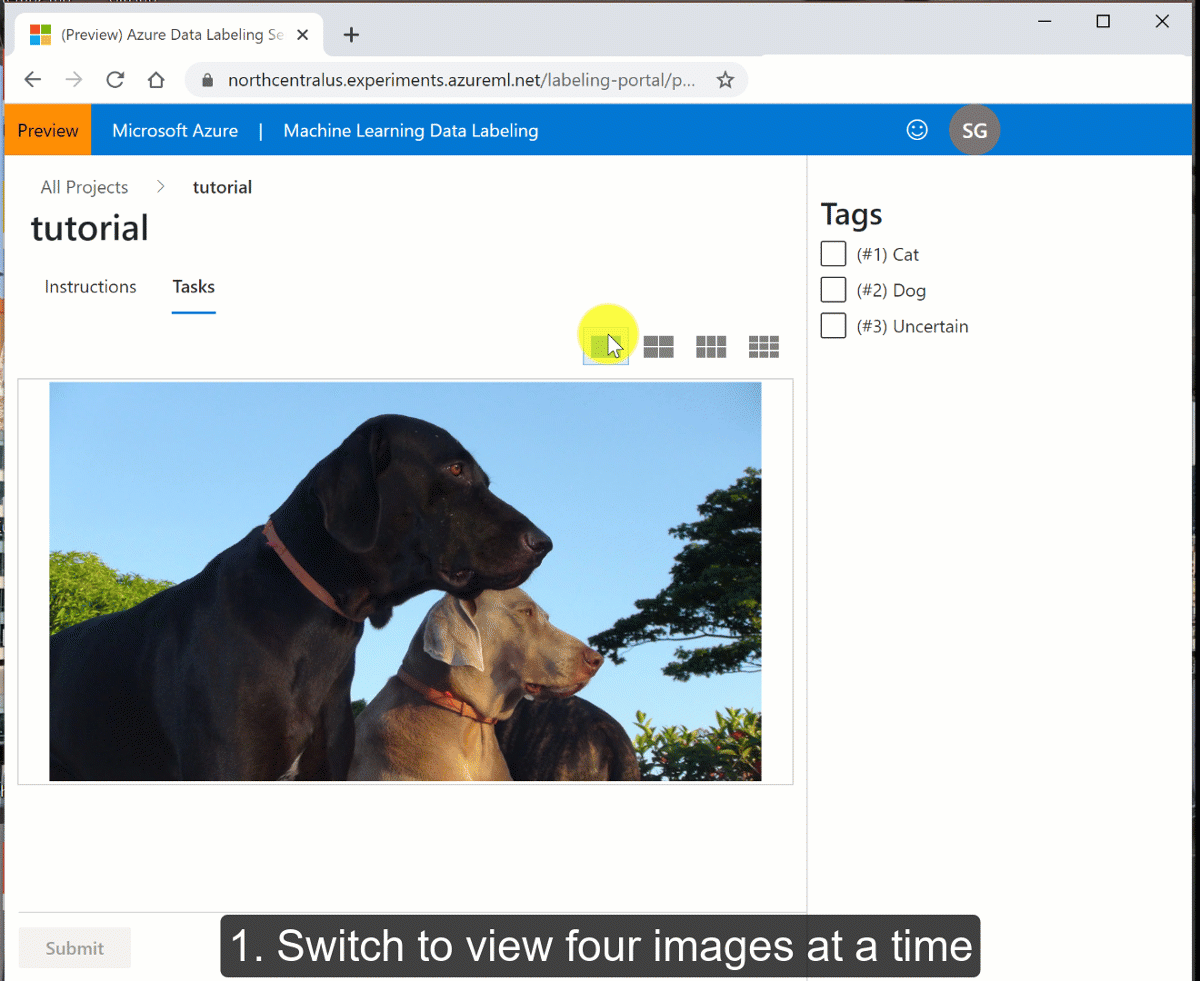 (Preview) Azure Data Labeling Se
northcentralus.experiments.azureml.net/labeling-portal/p...
Preview
Microsoft Azure | Machine Learning Data Labeling
SG
All Projects > tutorial
tutorial
Instructions Tasks
Tags
(#1) Cat
(#2) Dog
(#3) Uncertain
Submit
1. Switch to view four images at a time